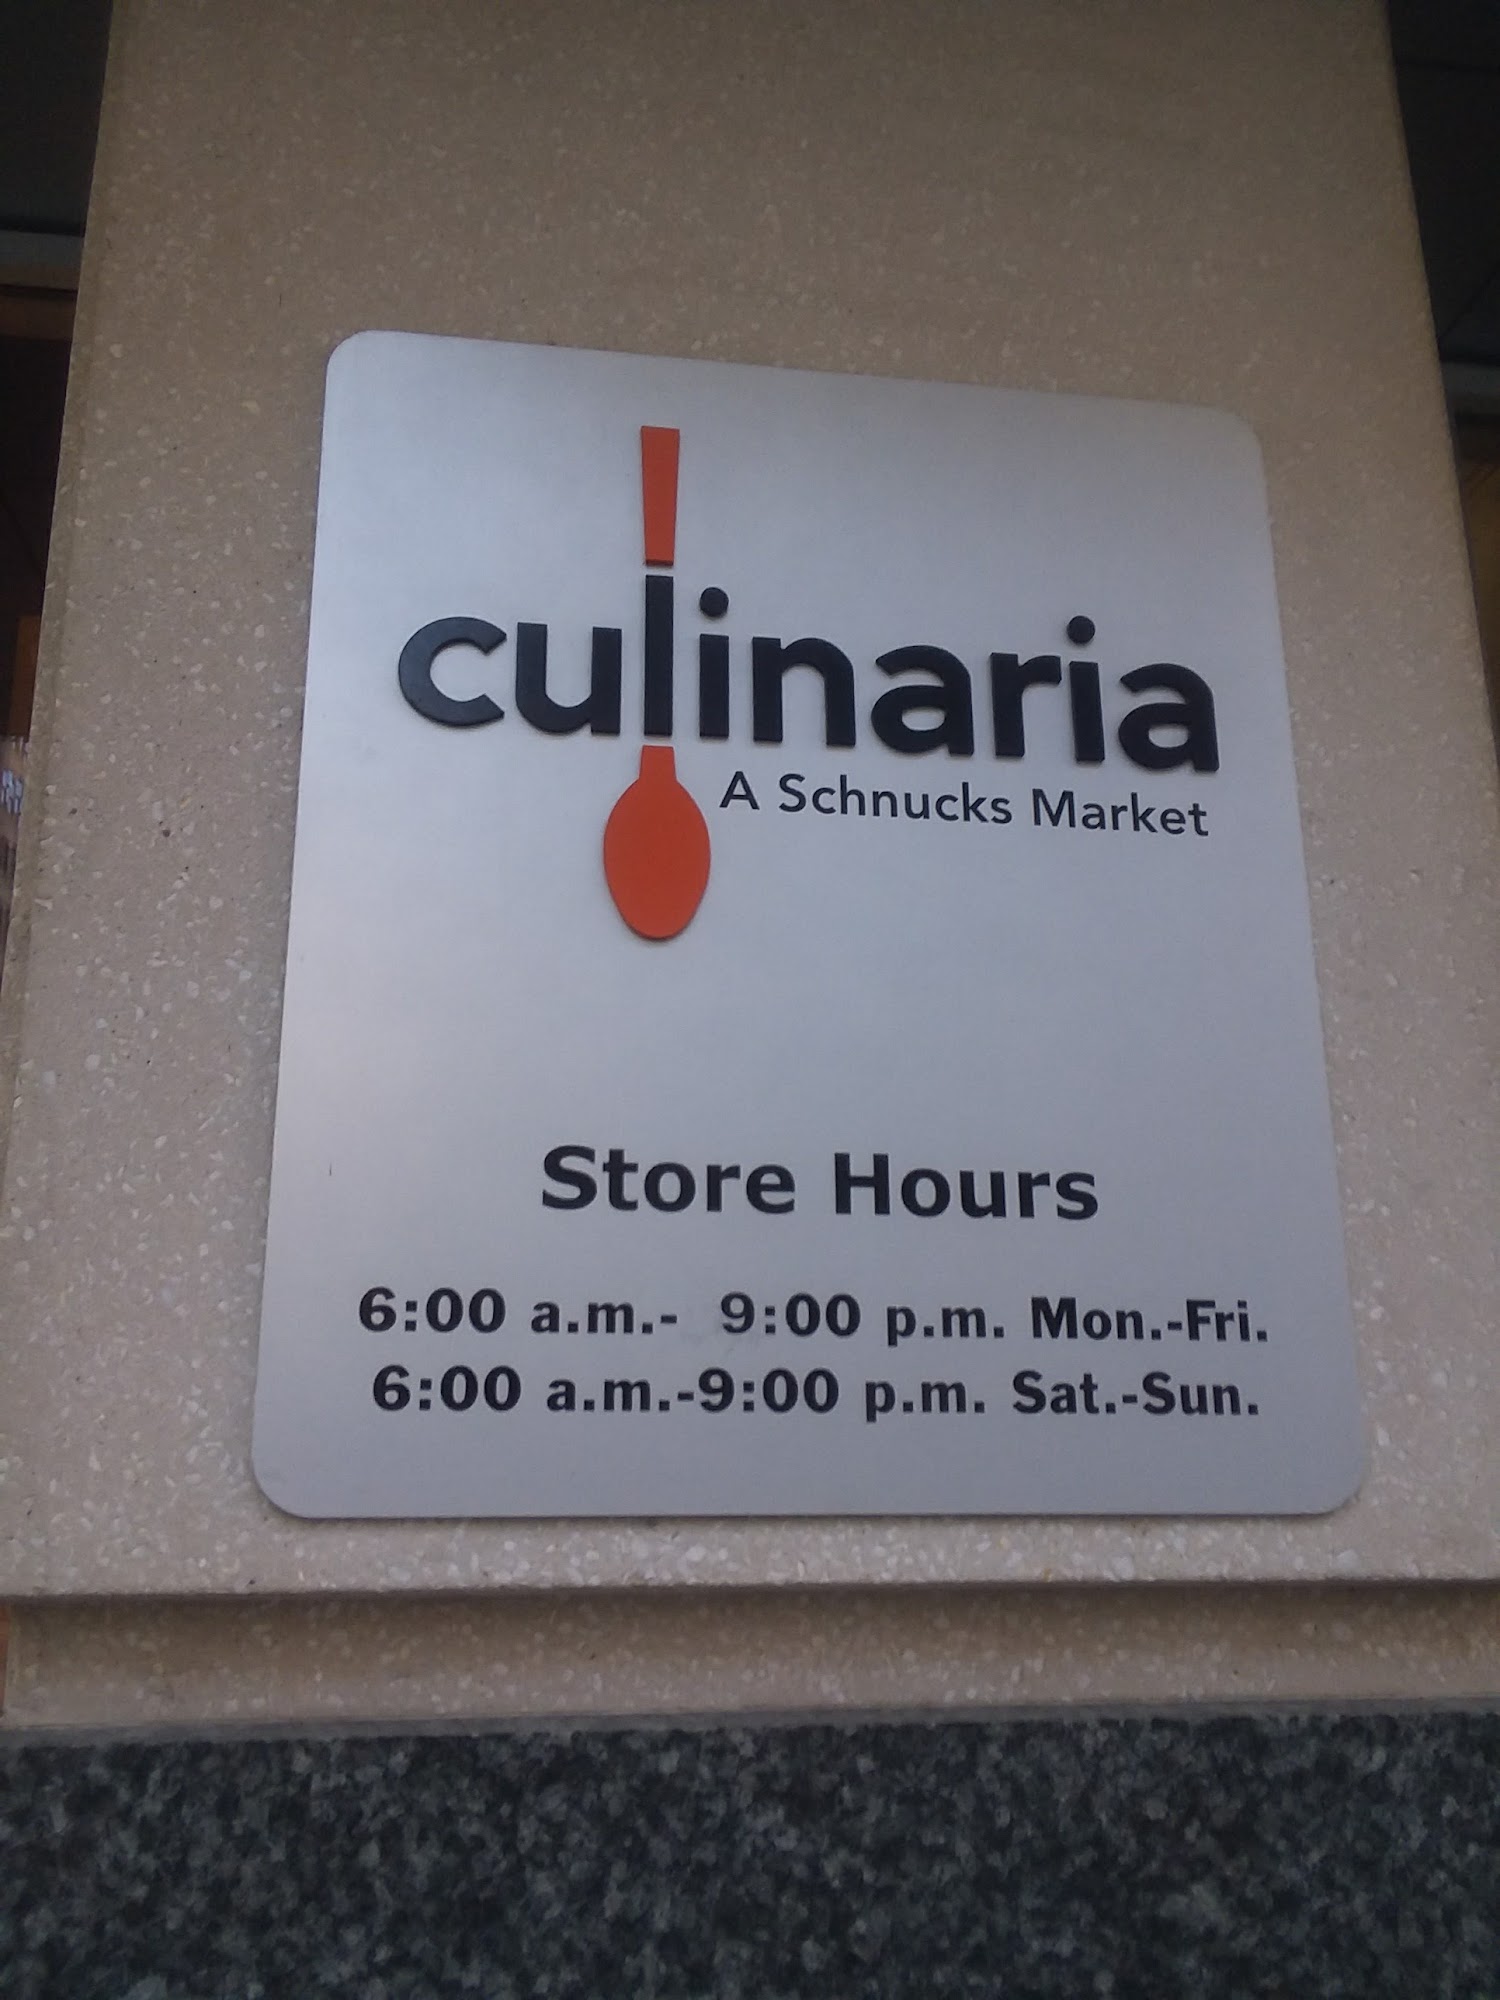 culinaria
A Schnucks Market
Store Hours
6:00 a.m.- 9:00 p.m. Mon.-Fri.
6:00 a.m.-9:00 p.m. Sat.-Sun.